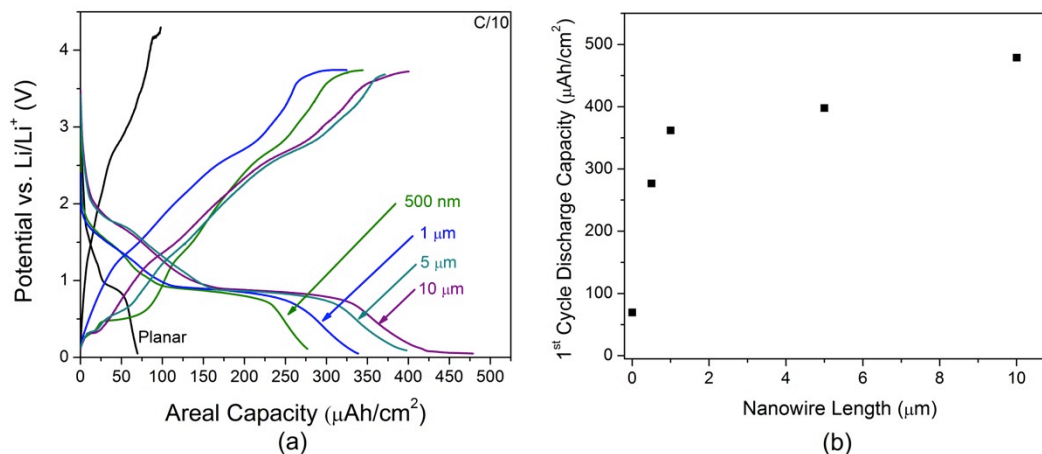 C/10
Potential vs. Li/Li⁺ (V)
4
3
2
1
0
500 nm
1 μm
5 μm
10 μm
Planar
0 50 100 150 200 250 300 350 400 450 500
Areal Capacity (μAh/cm²)
(a)
1ˢᵗ Cycle Discharge Capacity (μAh/cm²)
500
400
300
200
100
0
0 2 4 6 8 10
Nanowire Length (μm)
(b)